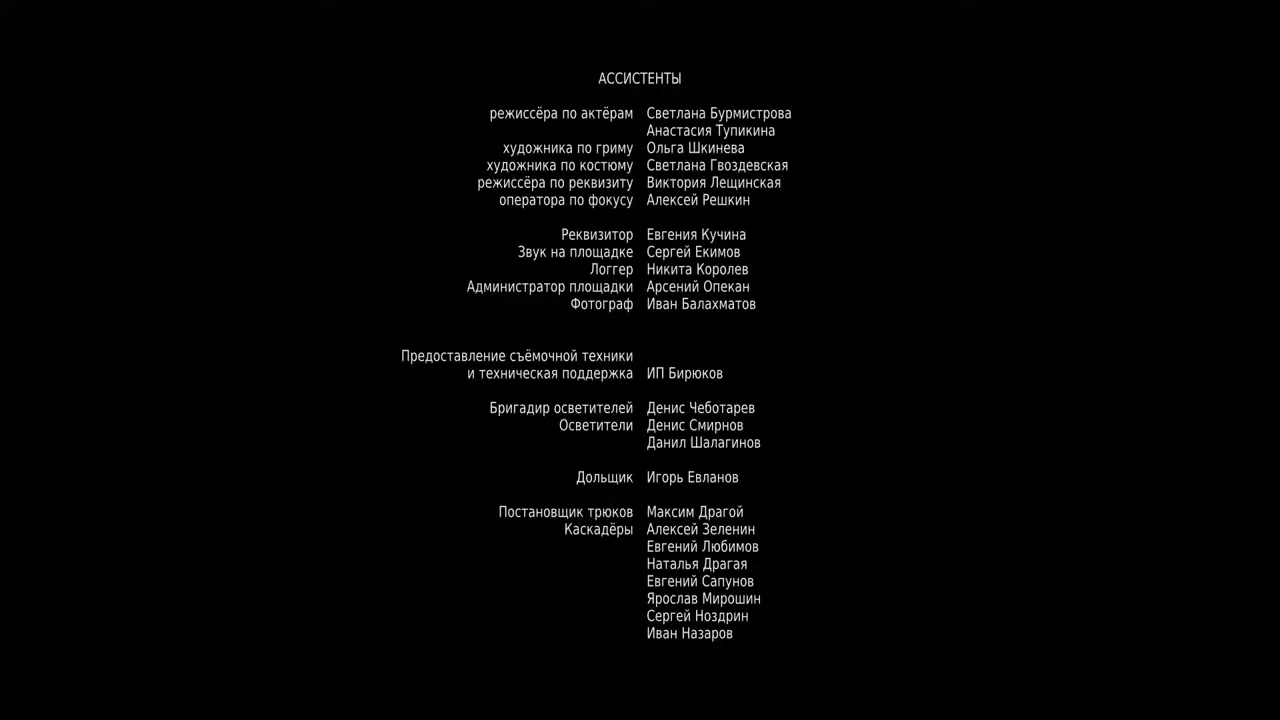 АССИСТЕНТЫ
режиссёра по актёрам Светлана Бурмистрова
Анастасия Тупикина
художника по гриму Ольга Шкинева
художника по костюму Светлана Гвоздевская
режиссёра по реквизиту Виктория Лещинская
оператора по фокусу Алексей Решкин
Реквизитор Евгения Кучина
Звук на площадке Сергей Екимов
Логгер Никита Королев
Администратор площадки Арсений Опекан
Фотограф Иван Балахматов
Предоставление съёмочной техники
и техническая поддержка ИП Бирюков
Бригадир осветителей Денис Чеботарев
Осветители Денис Смирнов
Данил Шалагинов
Дольщик Игорь Евланов
Постановщик трюков Максим Драгой
Каскадёры Алексей Зеленин
Евгений Любимов
Наталья Драгая
Евгений Сапунов
Ярослав Мирошин
Сергей Ноздрин
Иван Назаров